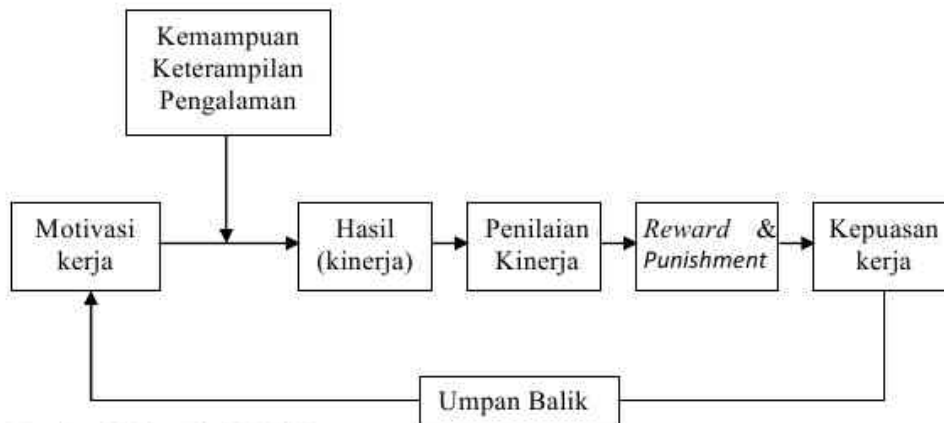 Kemampuan
Keterampilan
Pengalaman
Motivasi
kerja
Hasil
(kinerja)
Penilaian
Kinerja
Reward &
Punishment
Kepuasan
kerja
Umpan Balik